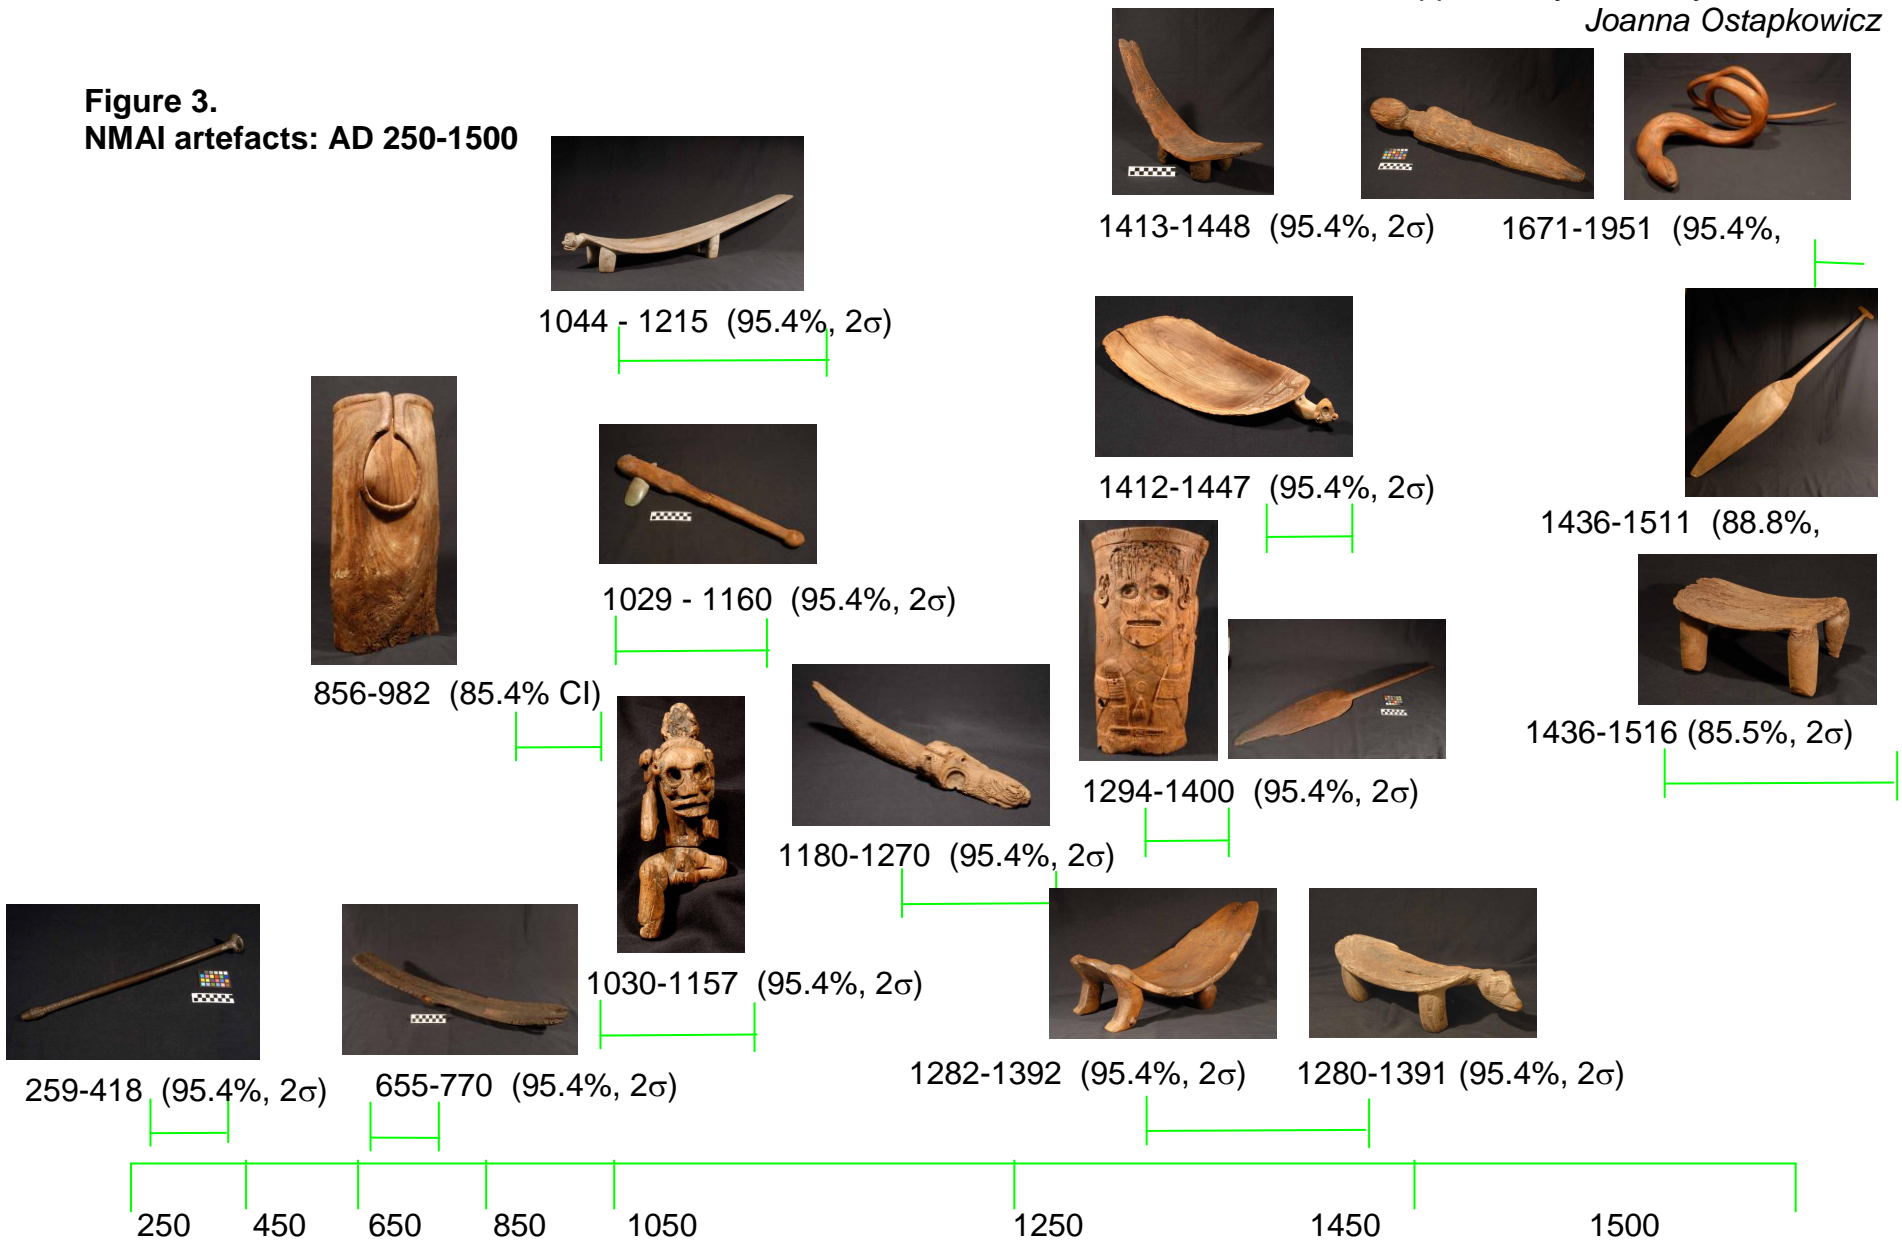 Joanna Ostapkowicz
Figure 3.
NMAI artefacts: AD 250-1500
1413-1448 (95.4%, 2σ)
1671-1951 (95.4%,
1044 - 1215 (95.4%, 2σ)
1412-1447 (95.4%, 2σ)
1436-1511 (88.8%,
1029 - 1160 (95.4%, 2σ)
856-982 (85.4% CI)
1436-1516 (85.5%, 2σ)
1294-1400 (95.4%, 2σ)
1180-1270 (95.4%, 2σ)
1030-1157 (95.4%, 2σ)
259-418 (95.4%, 2σ)
655-770 (95.4%, 2σ)
1282-1392 (95.4%, 2σ)
1280-1391 (95.4%, 2σ)
250 450 650 850 1050 1250 1450 1500